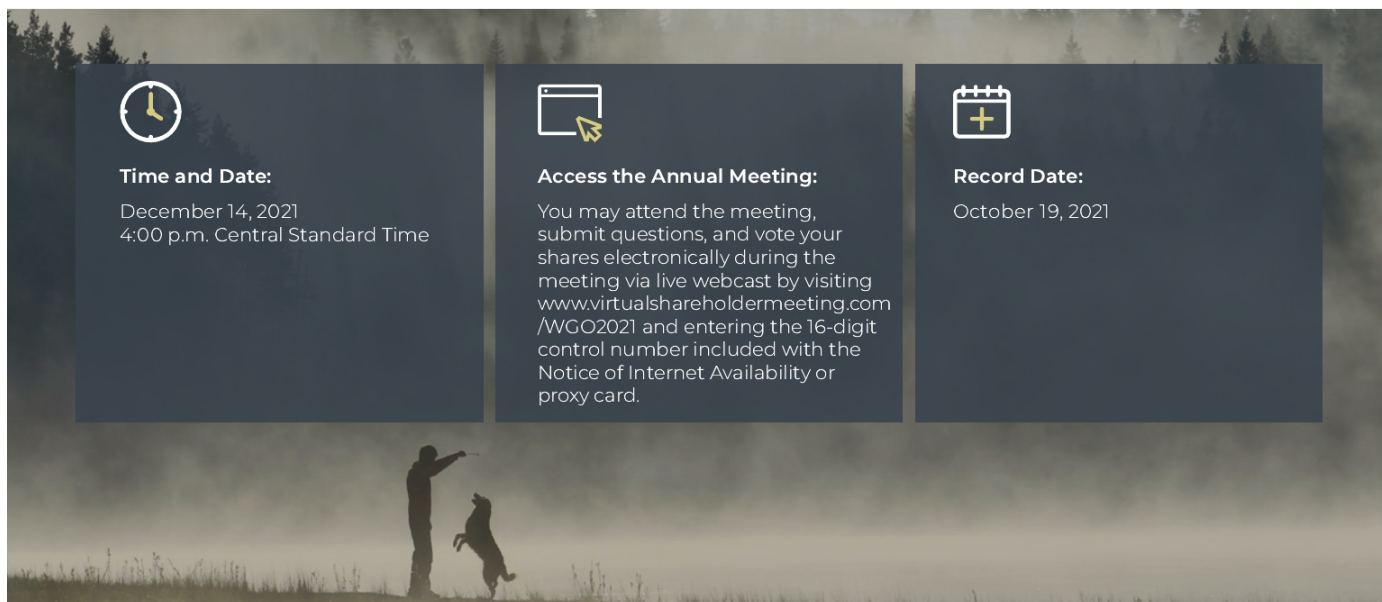 Time and Date:
December 14, 2021
4:00 p.m. Central Standard Time
Access the Annual Meeting:
You may attend the meeting,
submit questions, and vote your
shares electronically during the
meeting via live webcast by visiting
www.virtualshareholdermeeting.com
/WGO2021 and entering the 16-digit
control number included with the
Notice of Internet Availability or
proxy card.
Record Date:
October 19, 2021